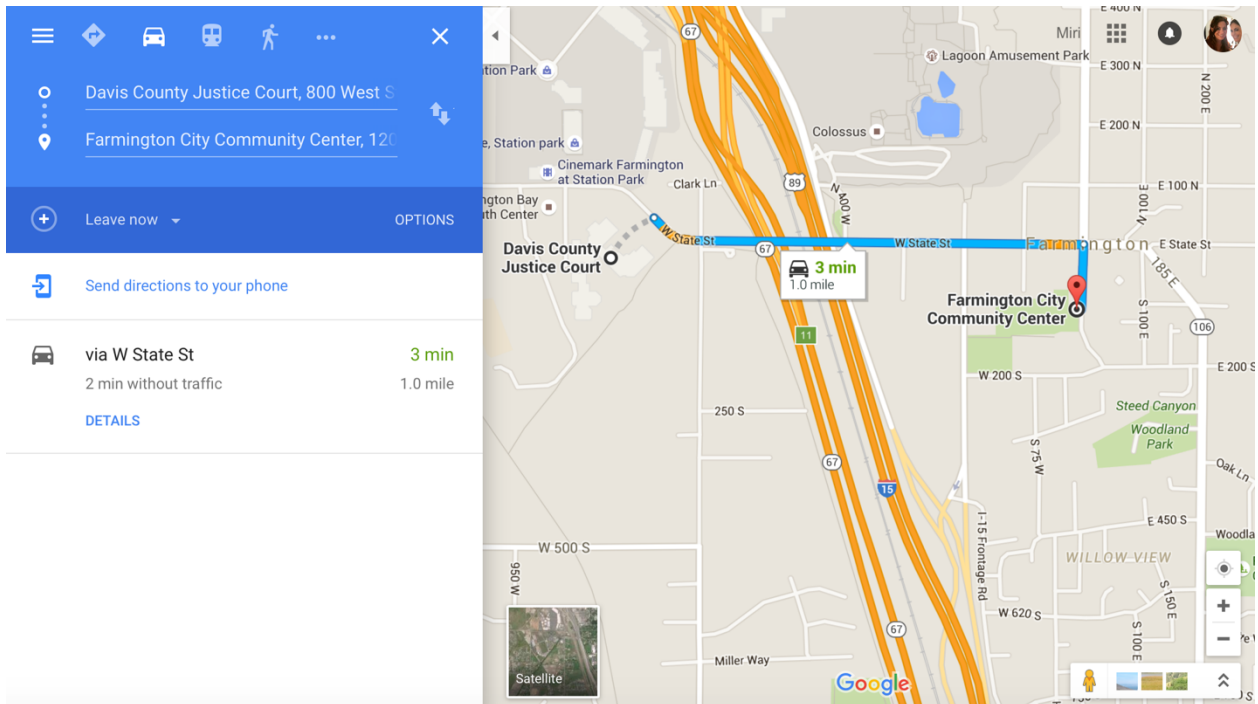 Davis County Justice Court, 800 West S
Farmington City Community Center, 120
Leave now
OPTIONS
Send directions to your phone
via W State St
3 min
2 min without traffic
1.0 mile
DETAILS
E 400 N
67
Miri
Lagoon Amusement Park
tion Park
E 300 N
N 200 E
E 200 N
Colossus
e, Station park
Cinemark Farmington
at Station Park
Clark Ln
89
N 400 W
E 100 N
N 100 E
ngton Bay
uth Center
W State St
67
W State St
Farmington
E State St
Davis County
Justice Court
3 min
1.0 mile
185 E
Farmington City
Community Center
S 100 E
106
11
E 200 S
W 200 S
Steed Canyon
Woodland
Park
250 S
S 75 W
67
Oak Ln
15
I-15 Frontage Rd
E 450 S
Woodla
W 500 S
WILLOW VIEW
950 W
S 150 E
W 620 S
S 100 E
67
Miller Way
Satellite
Google